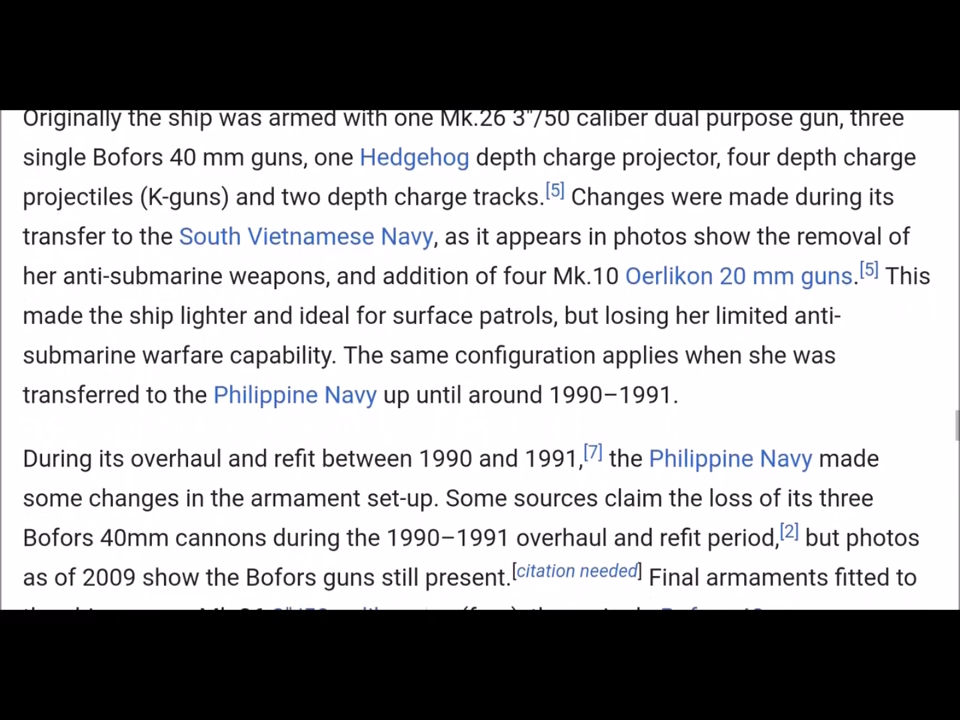 Originally the ship was armed with one Mk.26 3"/50 caliber dual purpose gun, three
single Bofors 40 mm guns, one Hedgehog depth charge projector, four depth charge
projectiles (K-guns) and two depth charge tracks.[5] Changes were made during its
transfer to the South Vietnamese Navy, as it appears in photos show the removal of
her anti-submarine weapons, and addition of four Mk.10 Oerlikon 20 mm guns.[5] This
made the ship lighter and ideal for surface patrols, but losing her limited anti-
submarine warfare capability. The same configuration applies when she was
transferred to the Philippine Navy up until around 1990–1991.
During its overhaul and refit between 1990 and 1991,[7] the Philippine Navy made
some changes in the armament set-up. Some sources claim the loss of its three
Bofors 40mm cannons during the 1990–1991 overhaul and refit period,[2] but photos
as of 2009 show the Bofors guns still present.[citation needed] Final armaments fitted to